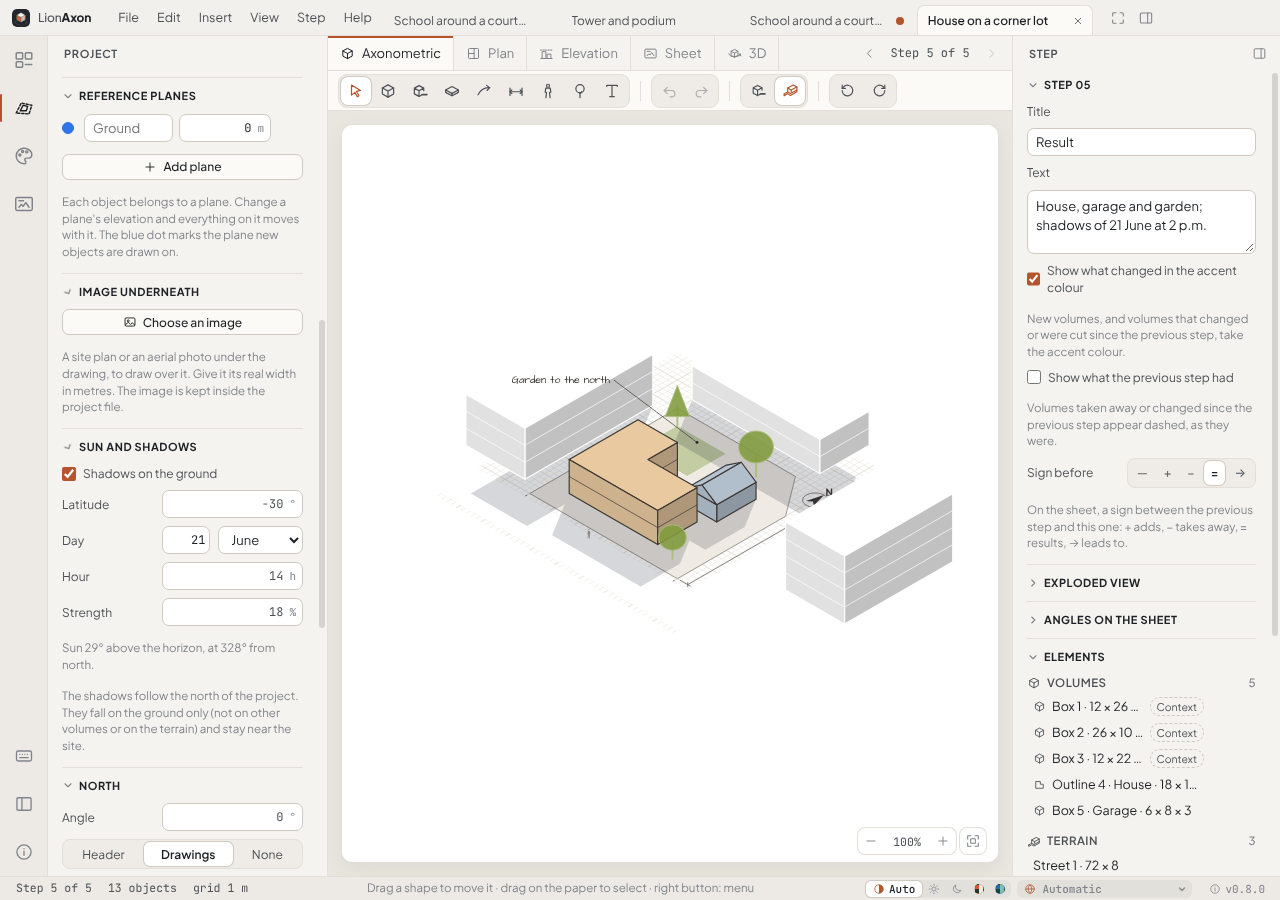 LionAxon File Edit Insert View Step Help School around a court... Tower and podium School around a court... House on a corner lot
PROJECT
REFERENCE PLANES
Ground 0 m
Add plane
Each object belongs to a plane. Change a
plane's elevation and everything on it moves
with it. The blue dot marks the plane new
objects are drawn on.
IMAGE UNDERNEATH
Choose an image
A site plan or an aerial photo under the
drawing, to draw over it. Give it its real width
in metres. The image is kept inside the
project file.
SUN AND SHADOWS
Shadows on the ground
Latitude -30 °
Day 21 June
Hour 14 h
Strength 18 %
Sun 29° above the horizon, at 328° from
north.
The shadows follow the north of the project.
They fall on the ground only (not on other
volumes or on the terrain) and stay near the
site.
NORTH
Angle 0 °
Header Drawings None
Axonometric Plan Elevation Sheet 3D Step 5 of 5
Garden to the north
N
100%
STEP
STEP 05
Title
Result
Text
House, garage and garden;
shadows of 21 June at 2 p.m.
Show what changed in the accent
colour
New volumes, and volumes that changed
or were cut since the previous step, take
the accent colour.
Show what the previous step had
Volumes taken away or changed since the
previous step appear dashed, as they
were.
Sign before — + − = →
On the sheet, a sign between the previous
step and this one: + adds, − takes away, =
results, → leads to.
EXPLODED VIEW
ANGLES ON THE SHEET
ELEMENTS
VOLUMES 5
Box 1 · 12 × 26 ... Context
Box 2 · 26 × 10 ... Context
Box 3 · 12 × 22 ... Context
Outline 4 · House · 18 × 1...
Box 5 · Garage · 6 × 8 × 3
TERRAIN 3
Street 1 · 72 × 8
Step 5 of 5 13 objects grid 1 m Drag a shape to move it · drag on the paper to select · right button: menu Auto Automatic v0.8.0